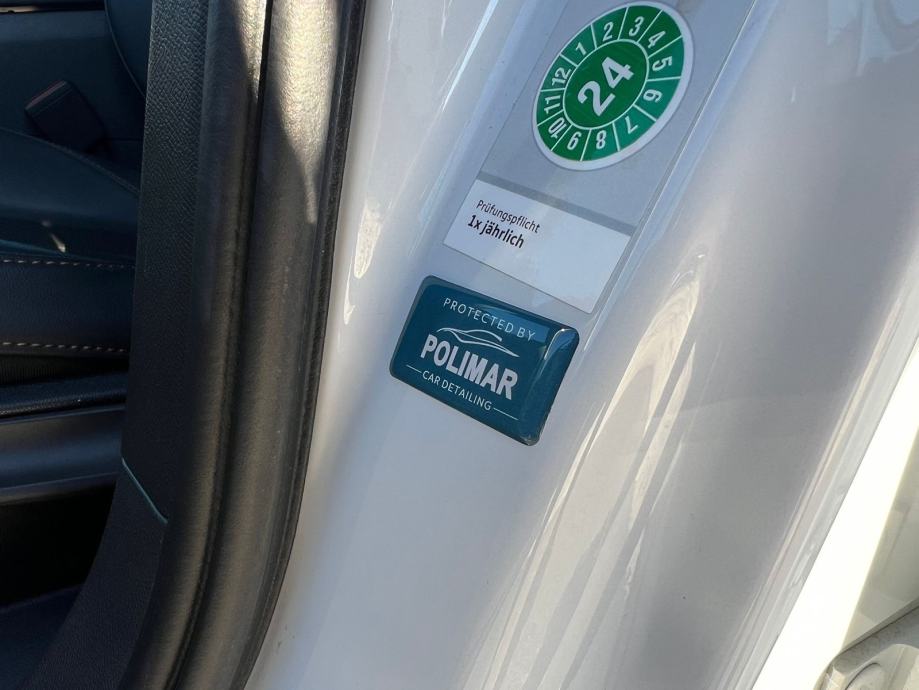 1 2 3 4 5 6 7 8 9 10 11 12
24
Prüfungspflicht
1x jährlich
PROTECTED BY
POLIMAR
CAR DETAILING